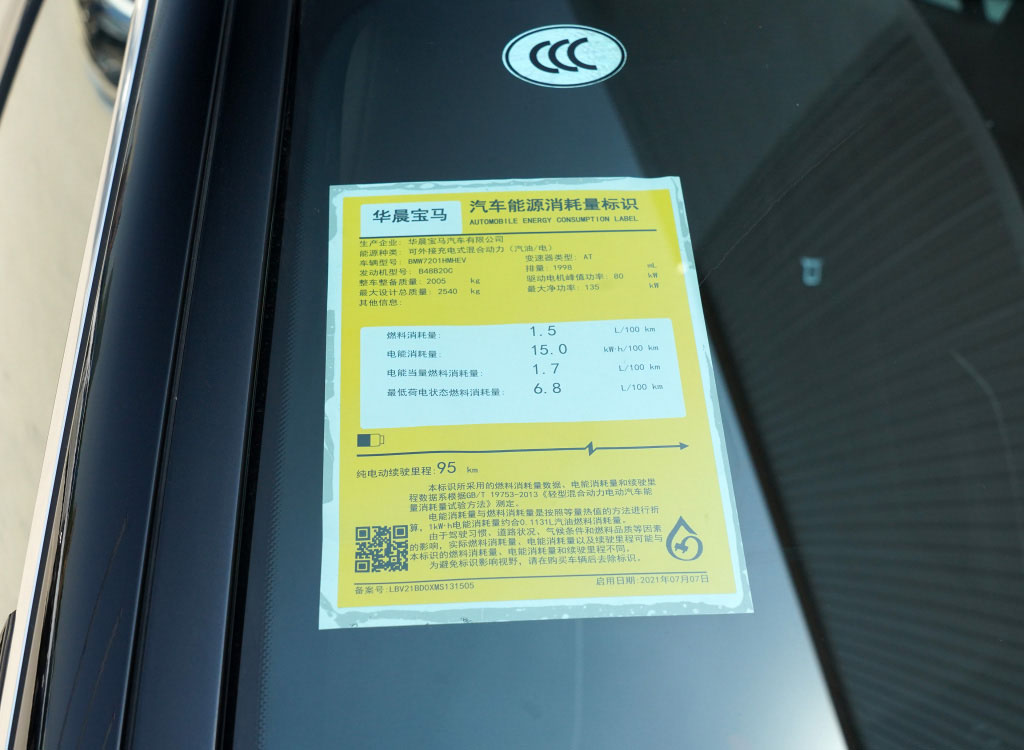 CCC
华晨宝马
汽车能源消耗量标识
AUTOMOBILE ENERGY CONSUMPTION LABEL
生产企业: 华晨宝马汽车有限公司
能源种类: 可外接充电式混合动力 (汽油/电)
车辆型号: BMW7201HMHEV 变速器类型: AT
发动机型号: B48B20C 排量: 1998 mL
整车整备质量: 2005 kg 驱动电机峰值功率: 80 kW
最大设计总质量: 2540 kg 最大净功率: 135 kW
其他信息:
燃料消耗量: 1.5 L/100 km
电能消耗量: 15.0 kW·h/100 km
电能当量燃料消耗量: 1.7 L/100 km
最低荷电状态燃料消耗量: 6.8 L/100 km
纯电动续驶里程: 95 km
本标识所采用的燃料消耗量数据、电能消耗量和续驶里
程数据系根据GB/T 19753-2013《轻型混合动力电动汽车能
量消耗量试验方法》测定。
电能消耗量与燃料消耗量是按照等量热值的方法进行折
算, 1kW·h电能消耗量约合0.1131L汽油燃料消耗量。
由于驾驶习惯、道路状况、气候条件和燃料品质等因素
的影响, 实际燃料消耗量、电能消耗量以及续驶里程可能与
本标识的燃料消耗量、电能消耗量和续驶里程不同。
为避免标识影响视野, 请在购买车辆后去除标识。
备案号:LBV21BD0XMS131505 启用日期:2021年07月07日